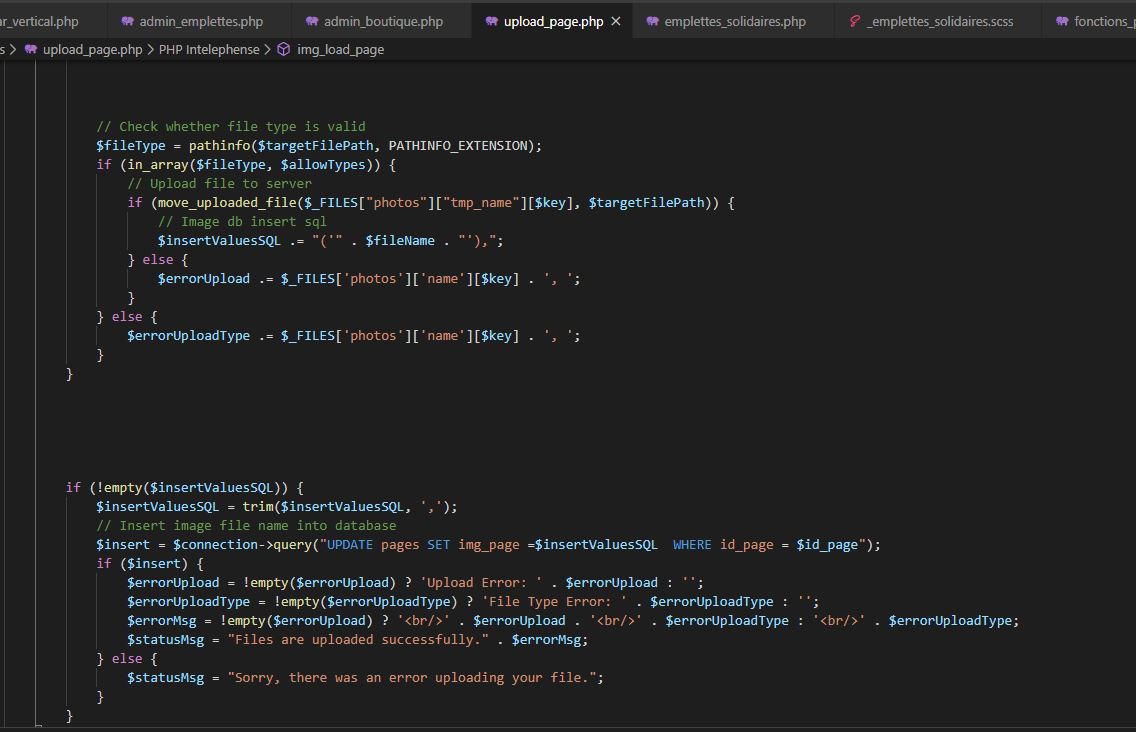 ar_vertical.php admin_emplettes.php admin_boutique.php upload_page.php × emplettes_solidaires.php _emplettes_solidaires.scss fonctions_p
s > upload_page.php > PHP Intelephense > img_load_page
// Check whether file type is valid
$fileType = pathinfo($targetFilePath, PATHINFO_EXTENSION);
if (in_array($fileType, $allowTypes)) {
// Upload file to server
if (move_uploaded_file($_FILES["photos"]["tmp_name"][$key], $targetFilePath)) {
// Image db insert sql
$insertValuesSQL .= "('" . $fileName . "'),";
} else {
$errorUpload .= $_FILES['photos']['name'][$key] . ', ';
}
} else {
$errorUploadType .= $_FILES['photos']['name'][$key] . ', ';
}
}
if (!empty($insertValuesSQL)) {
$insertValuesSQL = trim($insertValuesSQL, ',');
// Insert image file name into database
$insert = $connection->query("UPDATE pages SET img_page =$insertValuesSQL  WHERE id_page = $id_page");
if ($insert) {
$errorUpload = !empty($errorUpload) ? 'Upload Error: ' . $errorUpload : '';
$errorUploadType = !empty($errorUploadType) ? 'File Type Error: ' . $errorUploadType : '';
$errorMsg = !empty($errorUpload) ? '<br/>' . $errorUpload . '<br/>' . $errorUploadType : '<br/>' . $errorUploadType;
$statusMsg = "Files are uploaded successfully." . $errorMsg;
} else {
$statusMsg = "Sorry, there was an error uploading your file.";
}
}